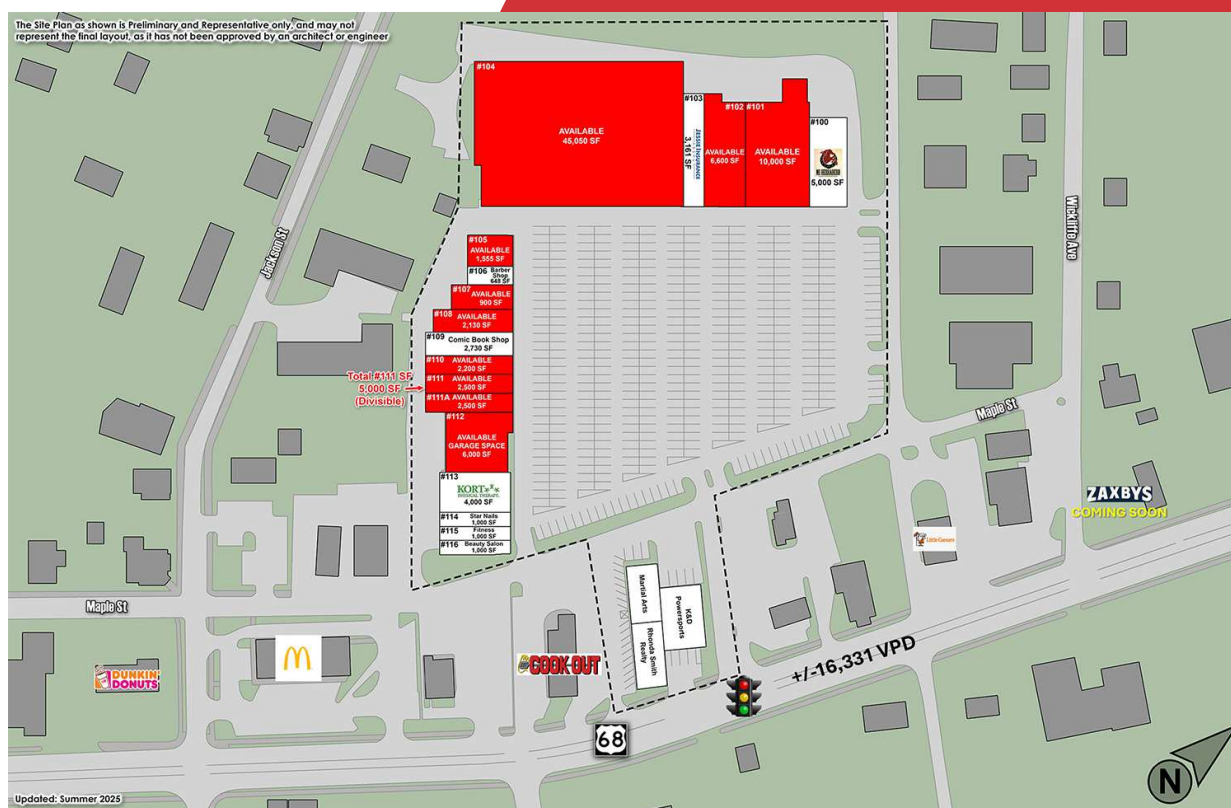 The Site Plan as shown is Preliminary and Representative only, and may not
represent the final layout, as it has not been approved by an architect or engineer
#104
AVAILABLE
45,050 SF
#103
JESSE INSURANCE
3,161 SF
#102
AVAILABLE
6,600 SF
#101
AVAILABLE
10,000 SF
#100
5,000 SF
#105
AVAILABLE
1,555 SF
#106 Barber
Shop
648 SF
#107
AVAILABLE
900 SF
#108
AVAILABLE
2,130 SF
#109
Comic Book Shop
2,730 SF
#110
AVAILABLE
2,200 SF
Total #111 SF
5,000 SF
(Divisible)
#111
AVAILABLE
2,500 SF
#111A AVAILABLE
2,500 SF
#112
AVAILABLE
GARAGE SPACE
6,000 SF
#113
KORT
PHYSICAL THERAPY
4,000 SF
#114
Star Nails
1,000 SF
#115
Fitness
1,000 SF
#116
Beauty Salon
1,000 SF
Jackson St
Wickliffe Ave
Maple St
ZAXBYS
COMING SOON
Little Caesars
Maple St
Martial Arts
K&D
Powersports
Rhonda Smith
Realty
DUNKIN'
DONUTS
COOK-OUT
+/-16,331 VPD
68
N
Updated: Summer 2025